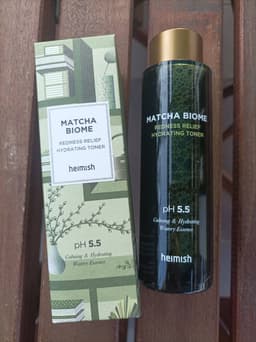 MATCHA
BIOME
REDNESS RELIEF
HYDRATING TONER
heimish
pH 5.5
Calming & Hydrating
Watery Essence
MATCHA BIOME
REDNESS RELIEF
HYDRATING TONER
pH 5.5
Calming & Hydrating
Watery Essence
heimish